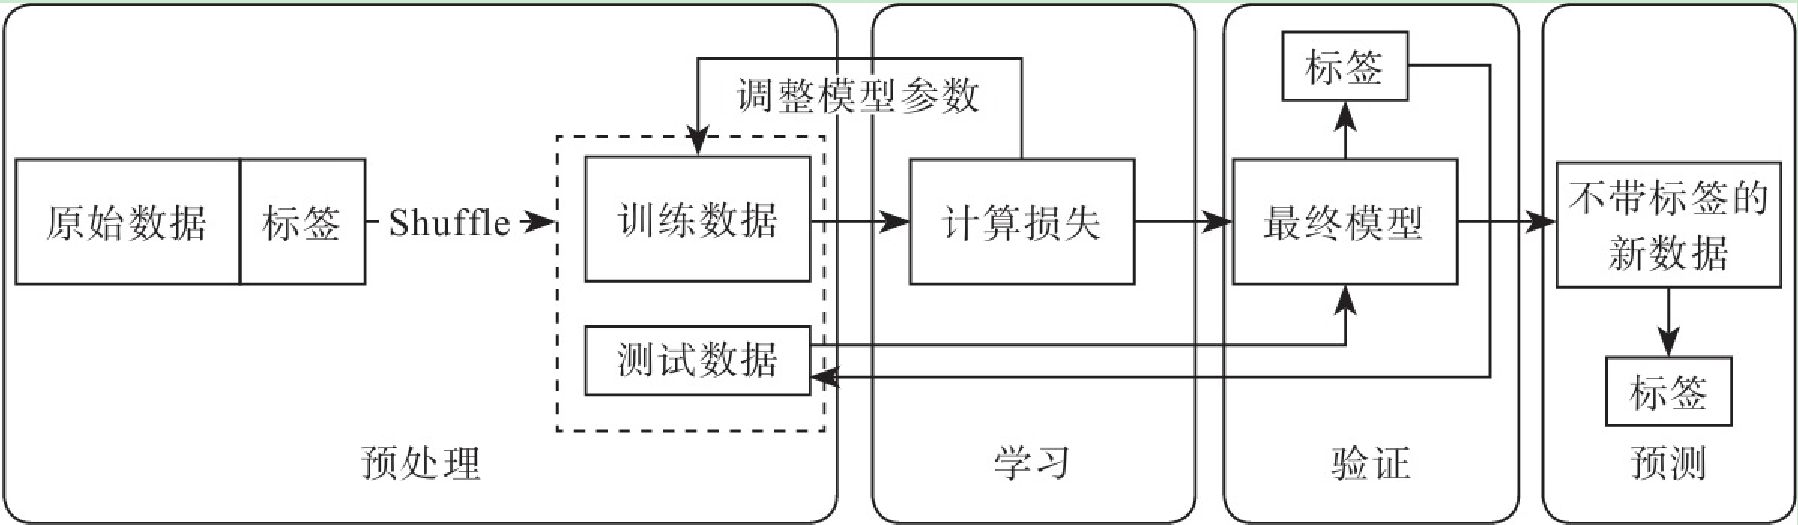 调整模型参数
原始数据
标签
Shuffle
训练数据
测试数据
预处理
计算损失
学习
标签
最终模型
验证
不带标签的
新数据
标签
预测